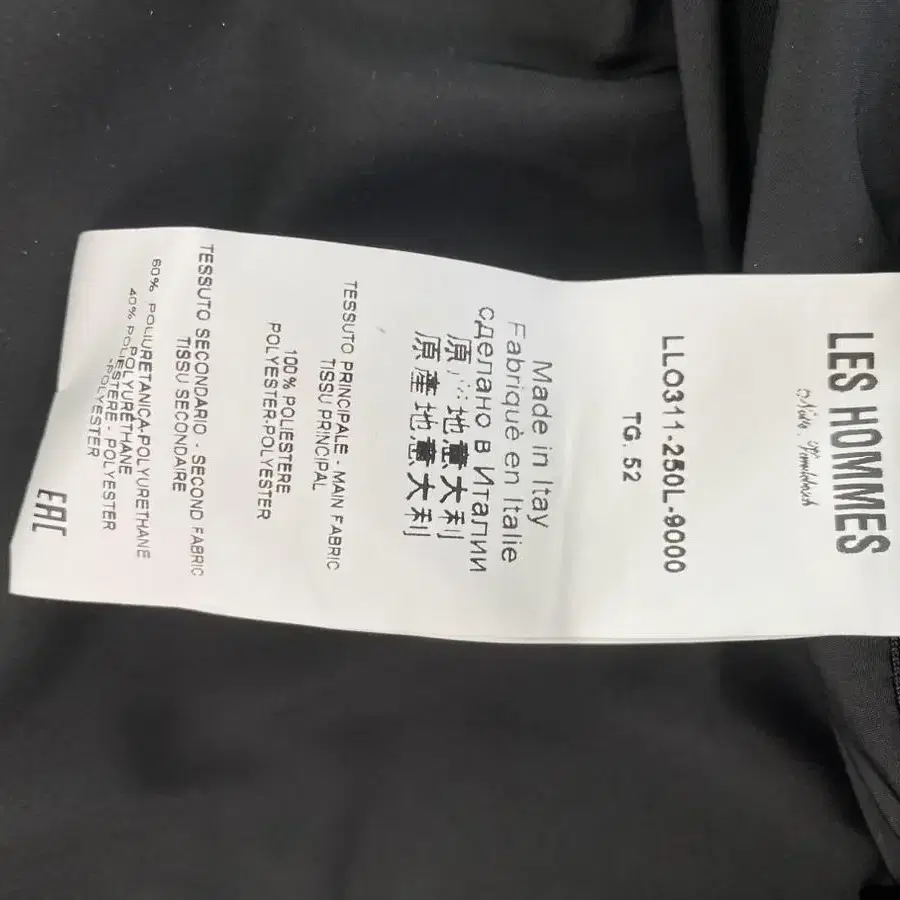 LES HOMMES
LLO311-250L-9000
TG. 52
Made in Itay
Fabriquè en Italie
сделано в Италии
原 地意大利
原產地意大利
TESSUTO PRINCIPALE - MAIN FABRIC
TISSU PRINCIPAL
100% POLIESTERE
POLYESTER-POLYESTER
TESSUTO SECONDARIO - SECOND FABRIC
TISSU SECONDAIRE
60% POLIURETANICA-POLYURETHANE
POLYURÉTHANE
40% POLIESTERE - POLYESTER
-POLYESTER
EAC